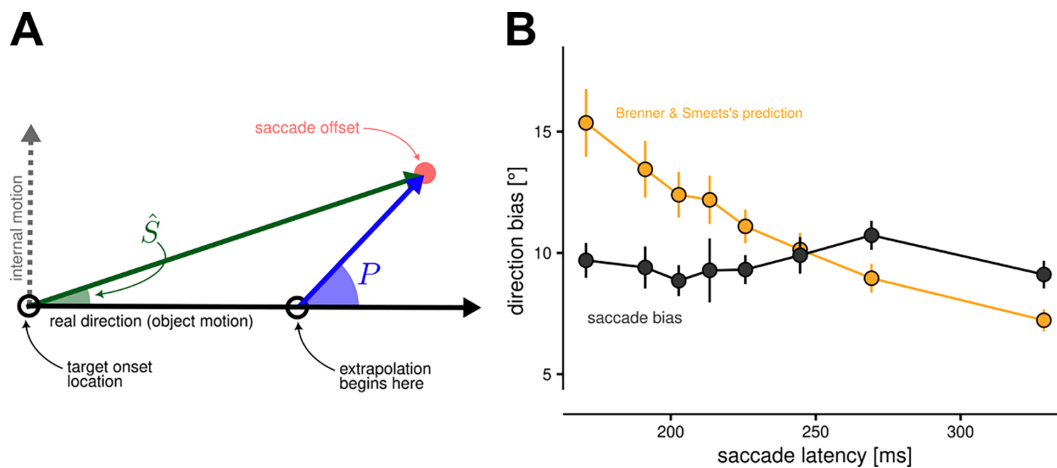 A
saccade offset
internal motion
Ŝ
P
real direction (object motion)
target onset
location
extrapolation
begins here
B
Brenner & Smeets's prediction
direction bias [°]
15
10
5
saccade bias
200
250
300
saccade latency [ms]